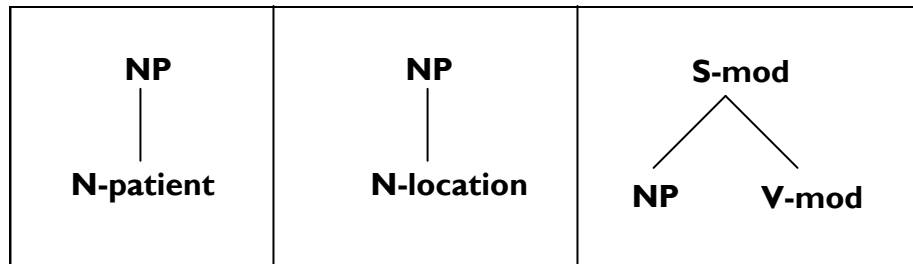 NP
N-patient
NP
N-location
S-mod
NP V-mod